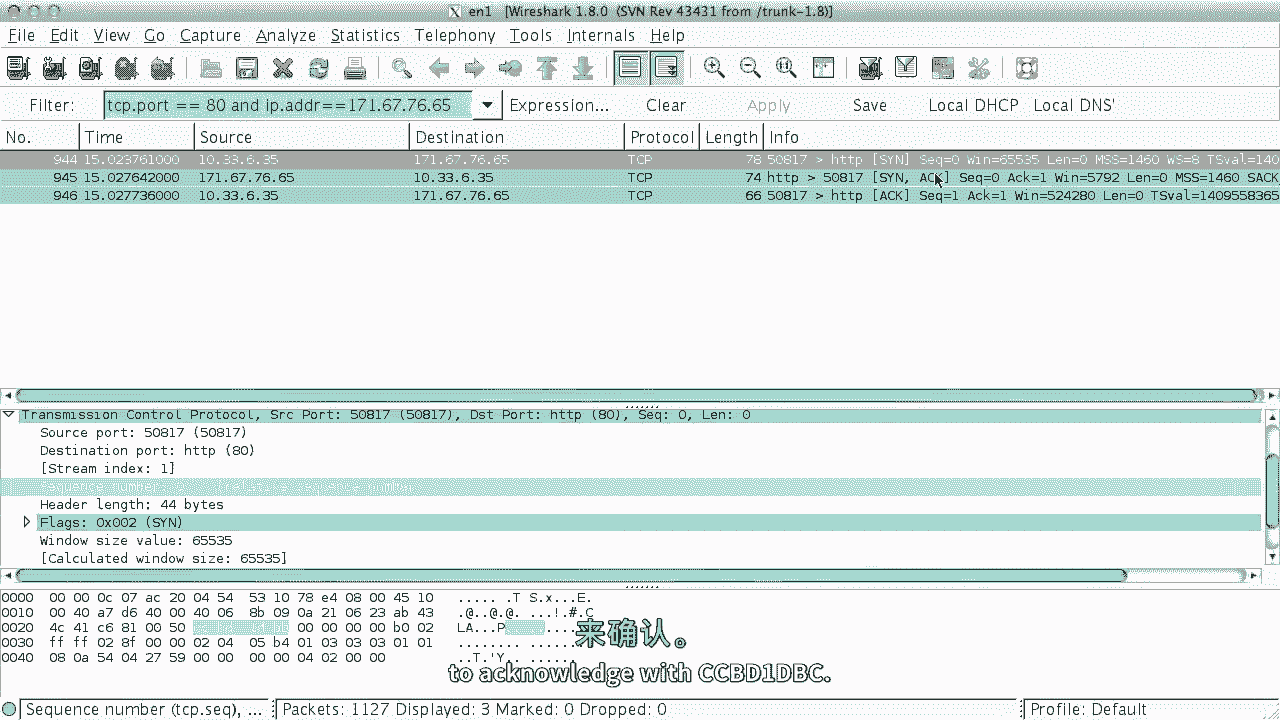 en1 [Wireshark 1.8.0 (SVN Rev 43431 from /trunk-1.8)]
File Edit View Go Capture Analyze Statistics Telephony Tools Internals Help
Filter: tcp.port == 80 and ip.addr==171.67.76.65 Expression... Clear Apply Save Local DHCP Local DNS'
No. Time Source Destination Protocol Length Info
944 15.023761000 10.33.6.35 171.67.76.65 TCP 78 50817 > http [SYN] Seq=0 Win=65535 Len=0 MSS=1460 WS=8 TSval=140
945 15.027642000 171.67.76.65 10.33.6.35 TCP 74 http > 50817 [SYN, ACK] Seq=0 Ack=1 Win=5792 Len=0 MSS=1460 SACK
946 15.027736000 10.33.6.35 171.67.76.65 TCP 66 50817 > http [ACK] Seq=1 Ack=1 Win=524280 Len=0 TSval=1409558365
Transmission Control Protocol, Src Port: 50817 (50817), Dst Port: http (80), Seq: 0, Len: 0
Source port: 50817 (50817)
Destination port: http (80)
[Stream index: 1]
Header length: 44 bytes
Flags: 0x002 (SYN)
Window size value: 65535
[Calculated window size: 65535]
0000 00 00 0c 07 ac 20 04 54 53 10 78 e4 08 00 45 10 ..... .T S.x...E.
0010 00 40 a7 d6 40 00 40 06 8b 09 0a 21 06 23 ab 43 .@..@.@. ...!.#.C
0020 4c 41 c6 81 00 50 00 00 00 00 b0 02 LA...P
0030 ff ff 02 8f 00 00 02 04 05 b4 01 03 03 03 01 01 ........ ........
0040 08 0a 54 04 27 59 00 00 00 00 04 02 00 00 ..T.'Y.. ......
来确认。
to acknowledge with CCBD1DBC.
Sequence number (tcp.seq), ... Packets: 1127 Displayed: 3 Marked: 0 Dropped: 0 Profile: Default